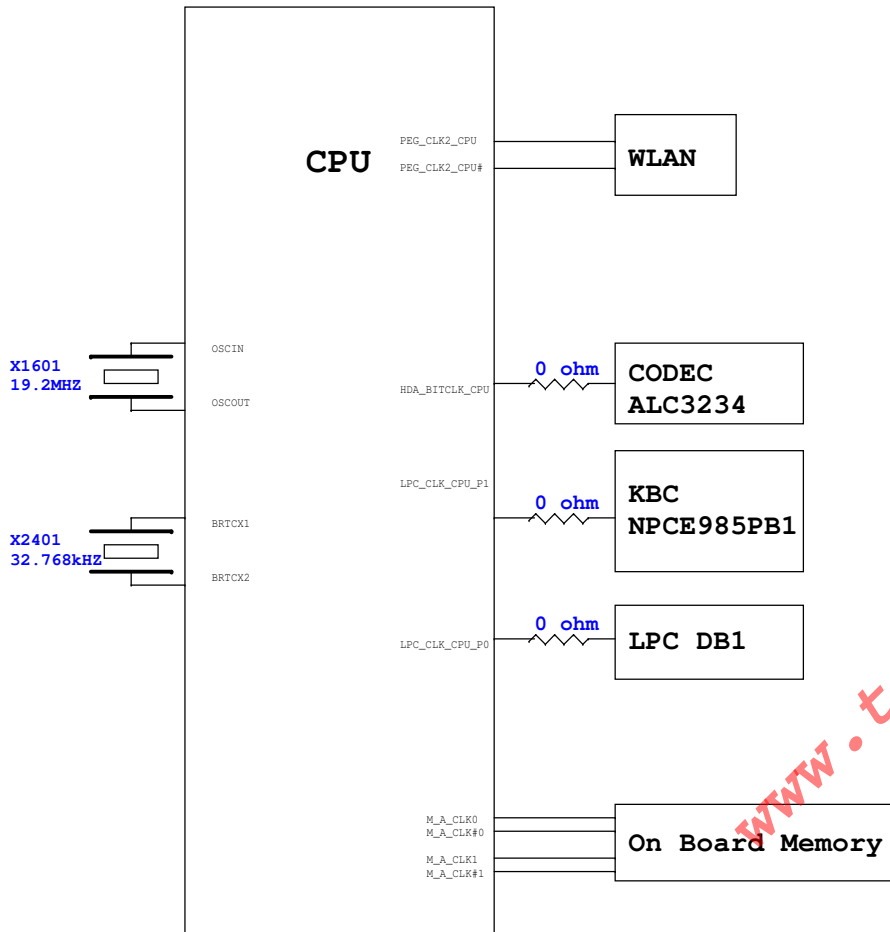 CPU
PEG_CLK2_CPU
PEG_CLK2_CPU#
WLAN
X1601
19.2MHZ
OSCIN
OSCOUT
HDA_BITCLK_CPU
0 ohm
CODEC
ALC3234
LPC_CLK_CPU_P1
0 ohm
KBC
NPCE985PB1
X2401
32.768kHZ
BRTCX1
BRTCX2
LPC_CLK_CPU_P0
0 ohm
LPC DB1
M_A_CLK0
M_A_CLK#0
M_A_CLK1
M_A_CLK#1
On Board Memory
www.t